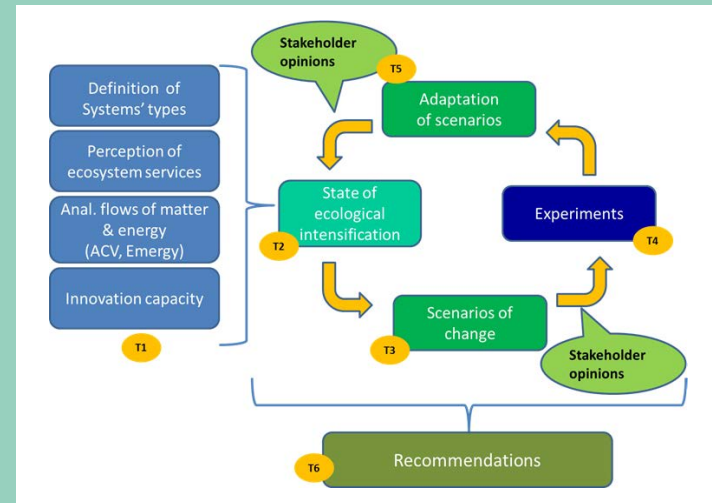 Stakeholder
opinions
T5
Definition of
Systems' types
Adaptation
of scenarios
Perception of
ecosystem services
State of
ecological
intensification
T2
Experiments
T4
Anal. flows of matter
& energy
(ACV, Emergy)
Innovation capacity
T1
Scenarios of
change
T3
Stakeholder
opinions
Recommendations
T6